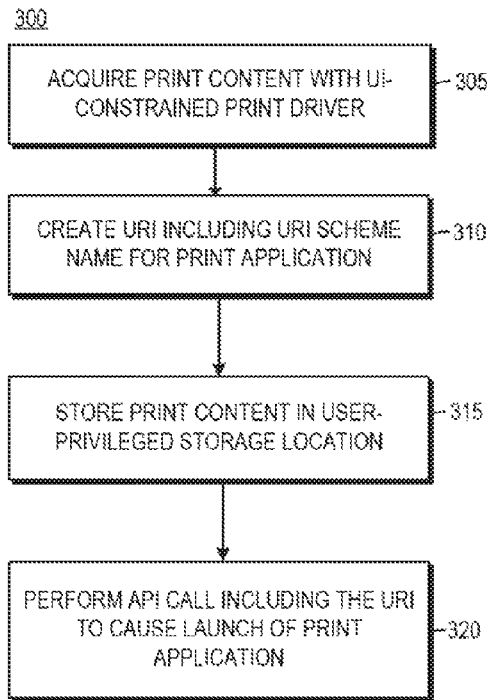 300
ACQUIRE PRINT CONTENT WITH UI-
CONSTRAINED PRINT DRIVER
305
CREATE URI INCLUDING URI SCHEME
NAME FOR PRINT APPLICATION
310
STORE PRINT CONTENT IN USER-
PRIVILEGED STORAGE LOCATION
315
PERFORM API CALL INCLUDING THE URI
TO CAUSE LAUNCH OF PRINT
APPLICATION
320